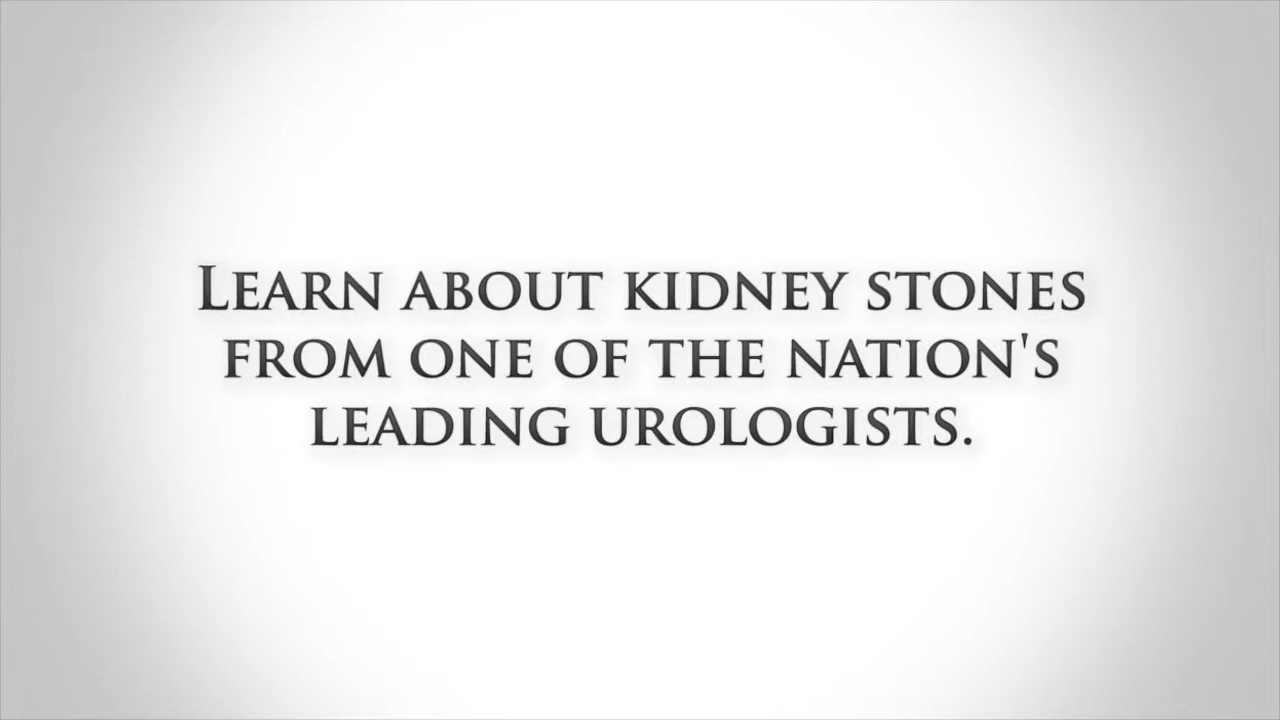 Learn about kidney stones
from one of the nation's
leading urologists.